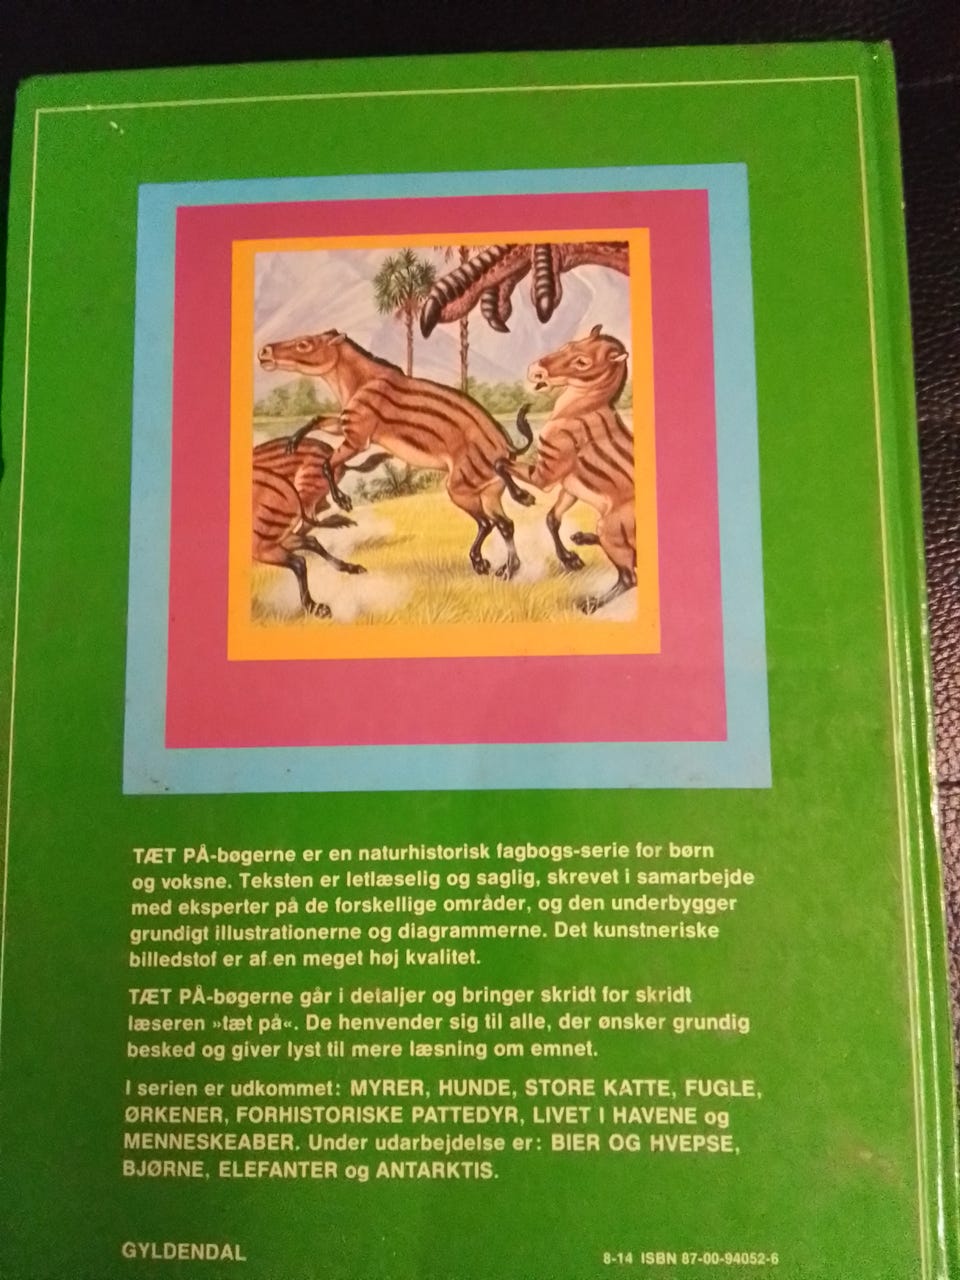 TÆT PÅ-bøgerne er en naturhistorisk fagbogs-serie for børn
og voksne. Teksten er letlæselig og saglig, skrevet i samarbejde
med eksperter på de forskellige områder, og den underbygger
grundigt illustrationerne og diagrammerne. Det kunstneriske
billedstof er af en meget høj kvalitet.
TÆT PÅ-bøgerne går i detaljer og bringer skridt for skridt
læseren »tæt på«. De henvender sig til alle, der ønsker grundig
besked og giver lyst til mere læsning om emnet.
I serien er udkommet: MYRER, HUNDE, STORE KATTE, FUGLE,
ØRKENER, FORHISTORISKE PATTEDYR, LIVET I HAVENE og
MENNESKEABER. Under udarbejdelse er: BIER OG HVEPSE,
BJØRNE, ELEFANTER og ANTARKTIS.
GYLDENDAL
8-14 ISBN 87-00-94052-6